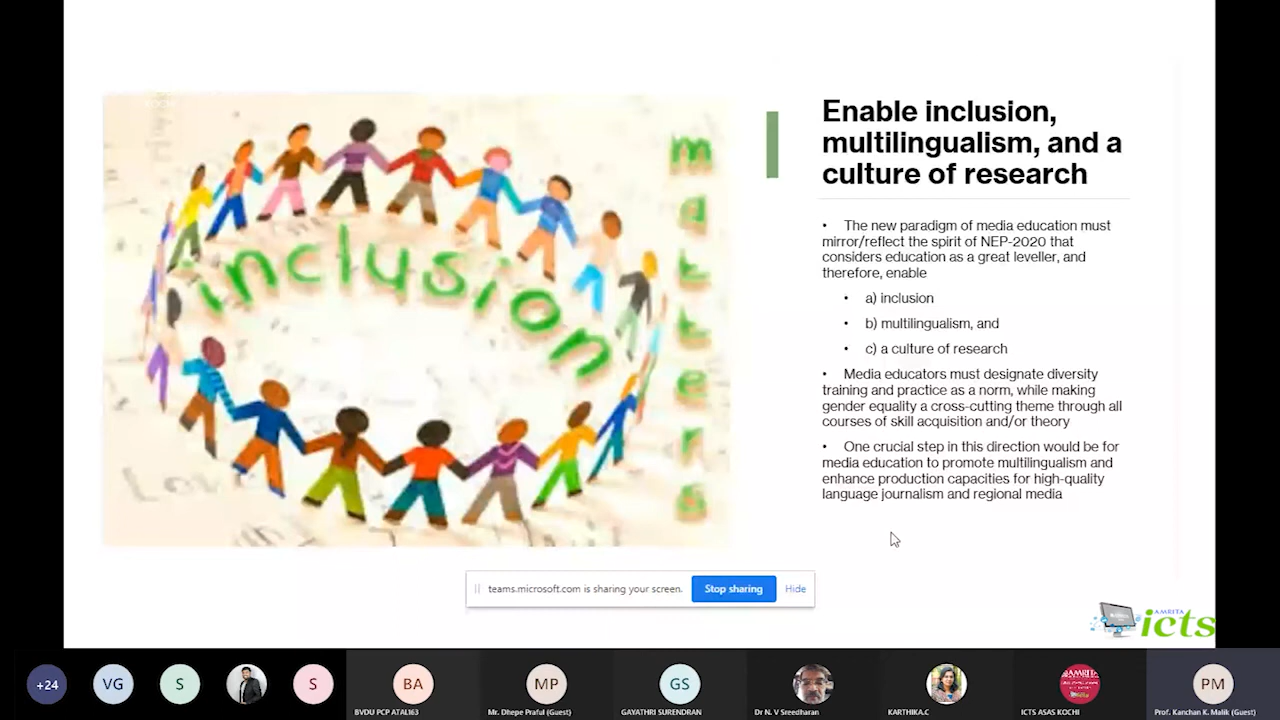 Enable inclusion,
multilingualism, and a
culture of research
• The new paradigm of media education must
mirror/reflect the spirit of NEP-2020 that
considers education as a great leveller, and
therefore, enable
• a) inclusion
• b) multilingualism, and
• c) a culture of research
• Media educators must designate diversity
training and practice as a norm, while making
gender equality a cross-cutting theme through all
courses of skill acquisition and/or theory
• One crucial step in this direction would be for
media education to promote multilingualism and
enhance production capacities for high-quality
language journalism and regional media
inclusion
matters
teams.microsoft.com is sharing your screen.
Stop sharing
Hide
AMRITA
icts
+24
VG
S
S
BA
BVDU PCP ATAL163
MP
Mr. Dhepe Praful (Guest)
GS
GAYATHRI SURENDRAN
Dr N. V Sreedharan
KARTHIKA.C
AMRITA
ICTS ASAS KOCHI
PM
Prof. Kanchan K. Malik (Guest)